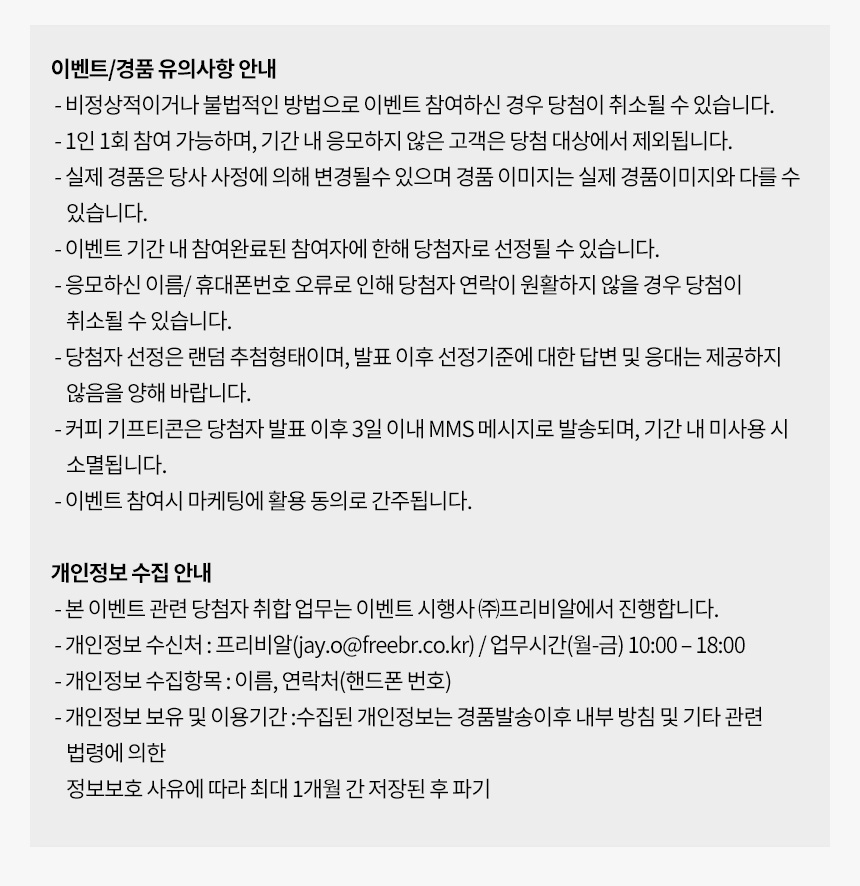 이벤트/경품 유의사항 안내
- 비정상적이거나 불법적인 방법으로 이벤트 참여하신 경우 당첨이 취소될 수 있습니다.
- 1인 1회 참여 가능하며, 기간 내 응모하지 않은 고객은 당첨 대상에서 제외됩니다.
- 실제 경품은 당사 사정에 의해 변경될수 있으며 경품 이미지는 실제 경품이미지와 다를 수
있습니다.
- 이벤트 기간 내 참여완료된 참여자에 한해 당첨자로 선정될 수 있습니다.
- 응모하신 이름/ 휴대폰번호 오류로 인해 당첨자 연락이 원활하지 않을 경우 당첨이
취소될 수 있습니다.
- 당첨자 선정은 랜덤 추첨형태이며, 발표 이후 선정기준에 대한 답변 및 응대는 제공하지
않음을 양해 바랍니다.
- 커피 기프티콘은 당첨자 발표 이후 3일 이내 MMS 메시지로 발송되며, 기간 내 미사용 시
소멸됩니다.
- 이벤트 참여시 마케팅에 활용 동의로 간주됩니다.
개인정보 수집 안내
- 본 이벤트 관련 당첨자 취합 업무는 이벤트 시행사 ㈜프리비알에서 진행합니다.
- 개인정보 수신처 : 프리비알(jay.o@freebr.co.kr) / 업무시간(월-금) 10:00 – 18:00
- 개인정보 수집항목 : 이름, 연락처(핸드폰 번호)
- 개인정보 보유 및 이용기간 :수집된 개인정보는 경품발송이후 내부 방침 및 기타 관련
법령에 의한
정보보호 사유에 따라 최대 1개월 간 저장된 후 파기